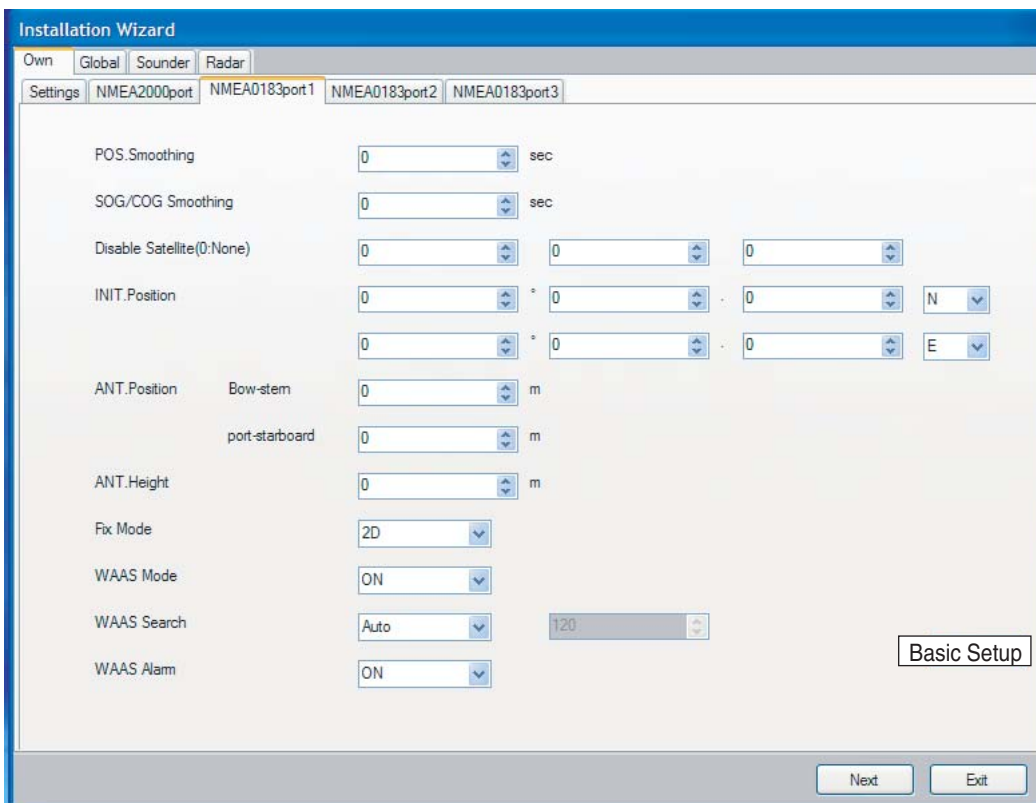 Installation Wizard
Own Global Sounder Radar
Settings NMEA2000port NMEA0183port1 NMEA0183port2 NMEA0183port3
POS.Smoothing 0 sec
SOG/COG Smoothing 0 sec
Disable Satellite(0:None) 0 0 0
INIT.Position 0 ° 0 . 0 N
0 ° 0 . 0 E
ANT.Position Bow-stern 0 m
port-starboard 0 m
ANT.Height 0 m
Fix Mode 2D
WAAS Mode ON
WAAS Search Auto 120
Basic Setup
WAAS Alarm ON
Next Exit